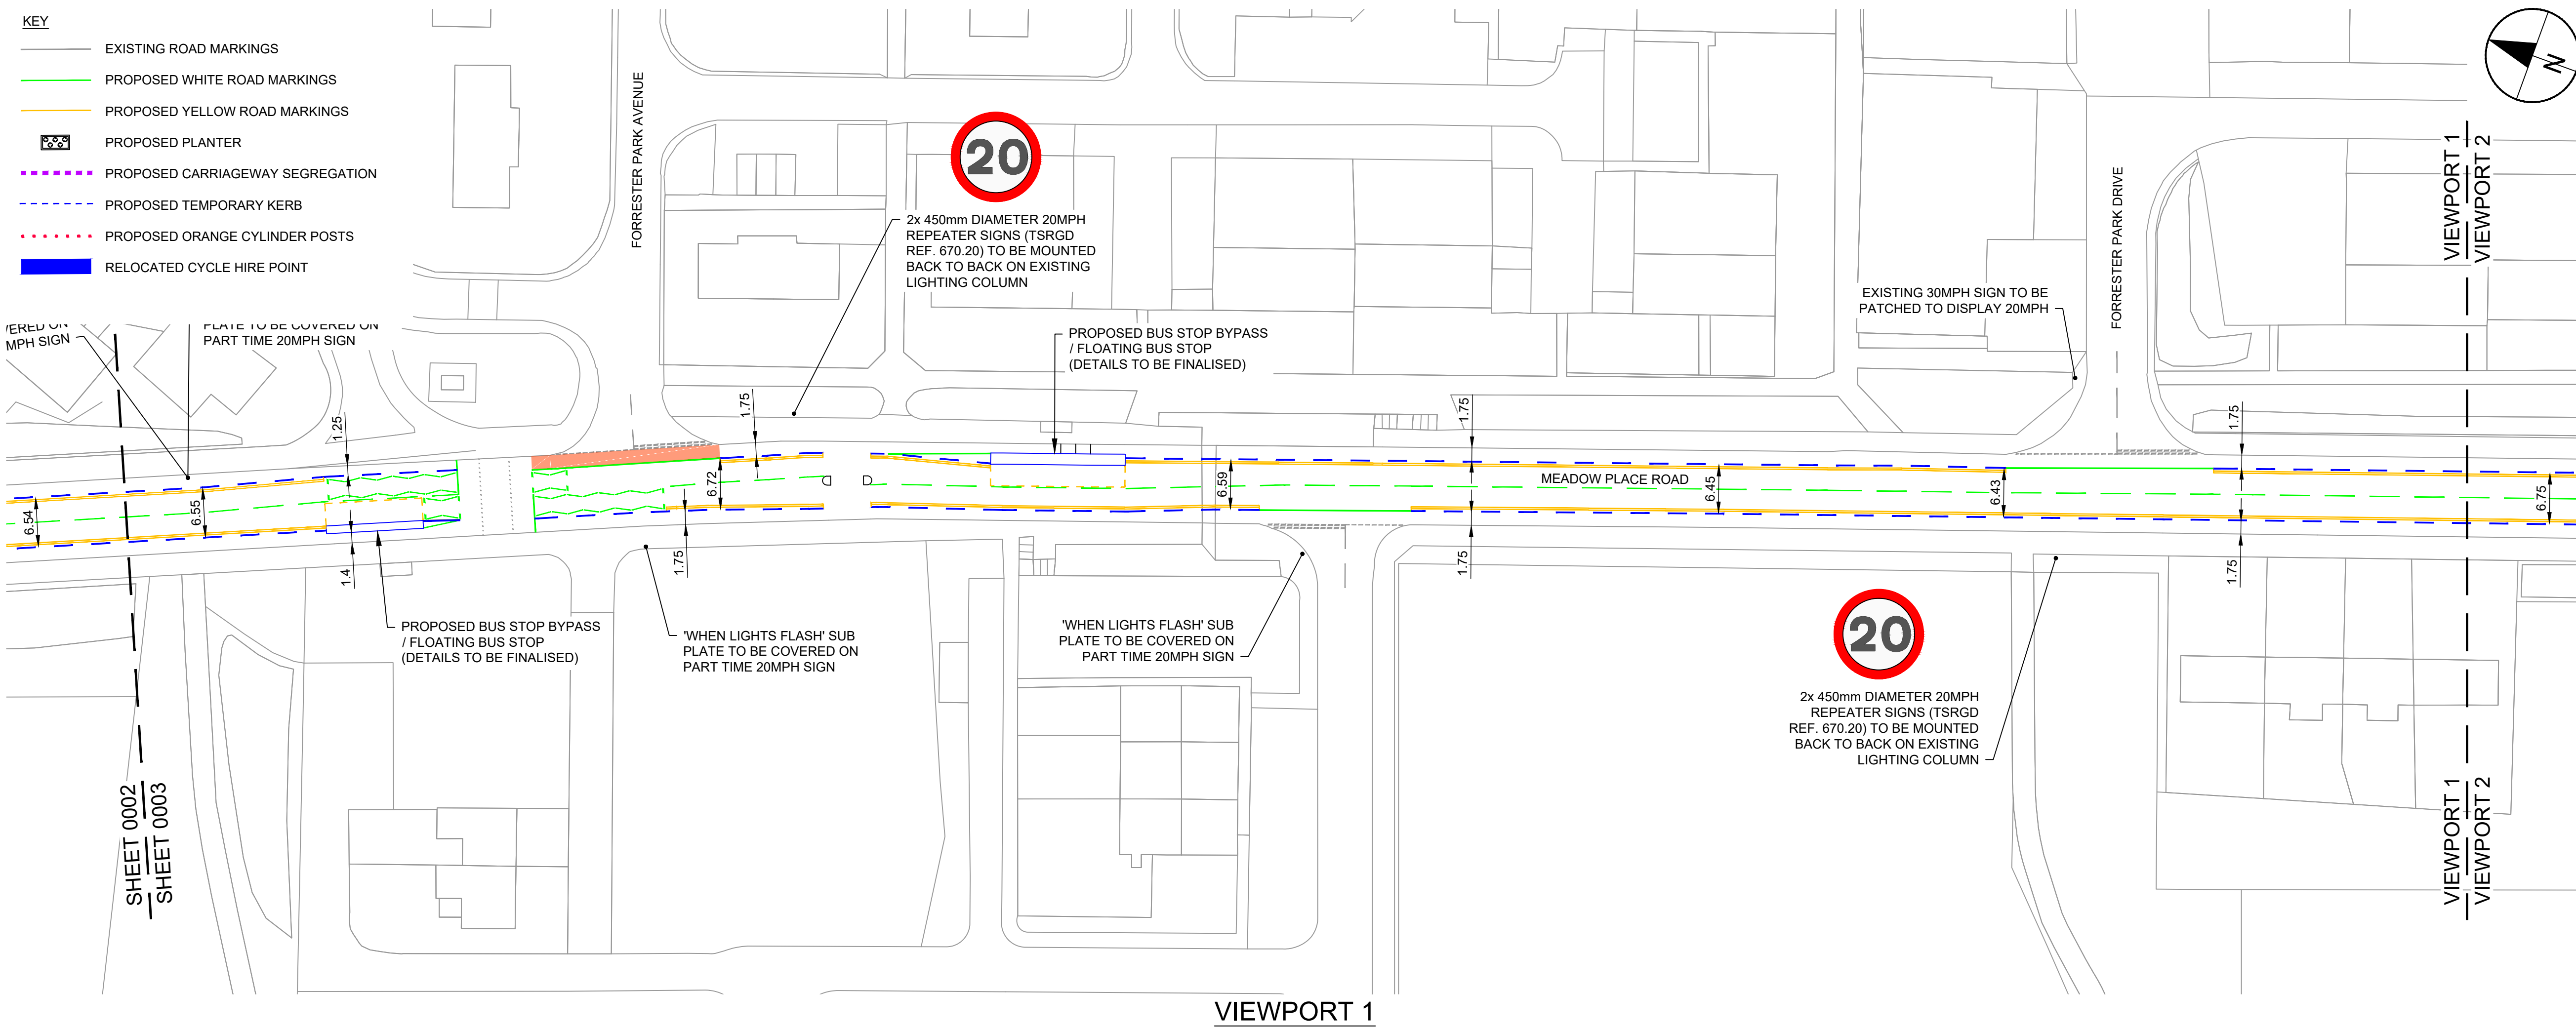 KEY
EXISTING ROAD MARKINGS
PROPOSED WHITE ROAD MARKINGS
PROPOSED YELLOW ROAD MARKINGS
PROPOSED PLANTER
PROPOSED CARRIAGEWAY SEGREGATION
PROPOSED TEMPORARY KERB
PROPOSED ORANGE CYLINDER POSTS
RELOCATED CYCLE HIRE POINT
MPH SIGN
PLATE TO BE COVERED ON
PART TIME 20MPH SIGN
FORRESTER PARK AVENUE
20
2x 450mm DIAMETER 20MPH
REPEATER SIGNS (TSRGD
REF. 670.20) TO BE MOUNTED
BACK TO BACK ON EXISTING
LIGHTING COLUMN
PROPOSED BUS STOP BYPASS
/ FLOATING BUS STOP
(DETAILS TO BE FINALISED)
EXISTING 30MPH SIGN TO BE
PATCHED TO DISPLAY 20MPH
FORRESTER PARK DRIVE
VIEWPORT 1
VIEWPORT 2
N
1.25
1.75
1.75
1.75
6.54
6.55
6.72
6.59
MEADOW PLACE ROAD
6.45
6.43
6.75
1.4
1.75
1.75
1.75
PROPOSED BUS STOP BYPASS
/ FLOATING BUS STOP
(DETAILS TO BE FINALISED)
'WHEN LIGHTS FLASH' SUB
PLATE TO BE COVERED ON
PART TIME 20MPH SIGN
'WHEN LIGHTS FLASH' SUB
PLATE TO BE COVERED ON
PART TIME 20MPH SIGN
20
2x 450mm DIAMETER 20MPH
REPEATER SIGNS (TSRGD
REF. 670.20) TO BE MOUNTED
BACK TO BACK ON EXISTING
LIGHTING COLUMN
SHEET 0002
SHEET 0003
VIEWPORT 1
VIEWPORT 2
VIEWPORT 1